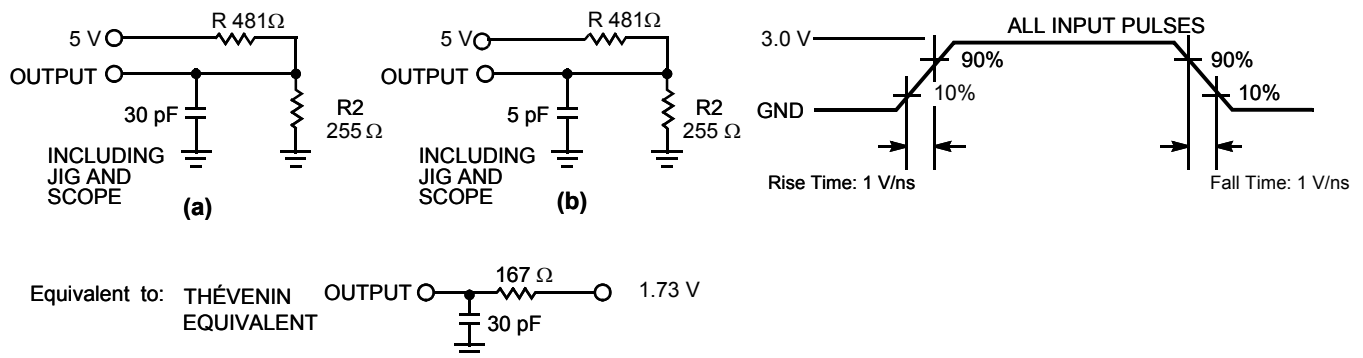 R 481Ω
5 V
OUTPUT
30 pF
R2
255 Ω
INCLUDING
JIG AND
SCOPE
(a)
R 481Ω
5 V
OUTPUT
5 pF
R2
255 Ω
INCLUDING
JIG AND
SCOPE
(b)
ALL INPUT PULSES
3.0 V
90%
10%
GND
90%
10%
Rise Time: 1 V/ns
Fall Time: 1 V/ns
Equivalent to:
THÉVENIN
EQUIVALENT
OUTPUT
167 Ω
1.73 V
30 pF